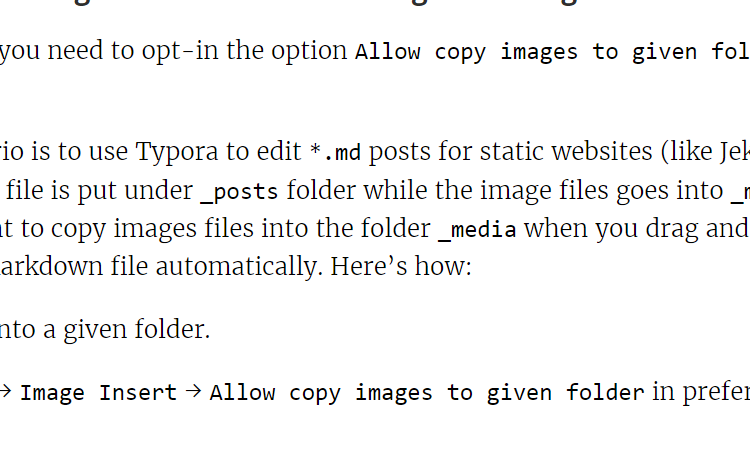 you need to opt-in the option Allow copy images to given fol
is to use Typora to edit *.md posts for static websites (like Jek
file is put under _posts folder while the image files goes into
to copy images files into the folder _media when you drag and
arkdown file automatically. Here’s how:
nto a given folder.
→ Image Insert → Allow copy images to given folder in prefer